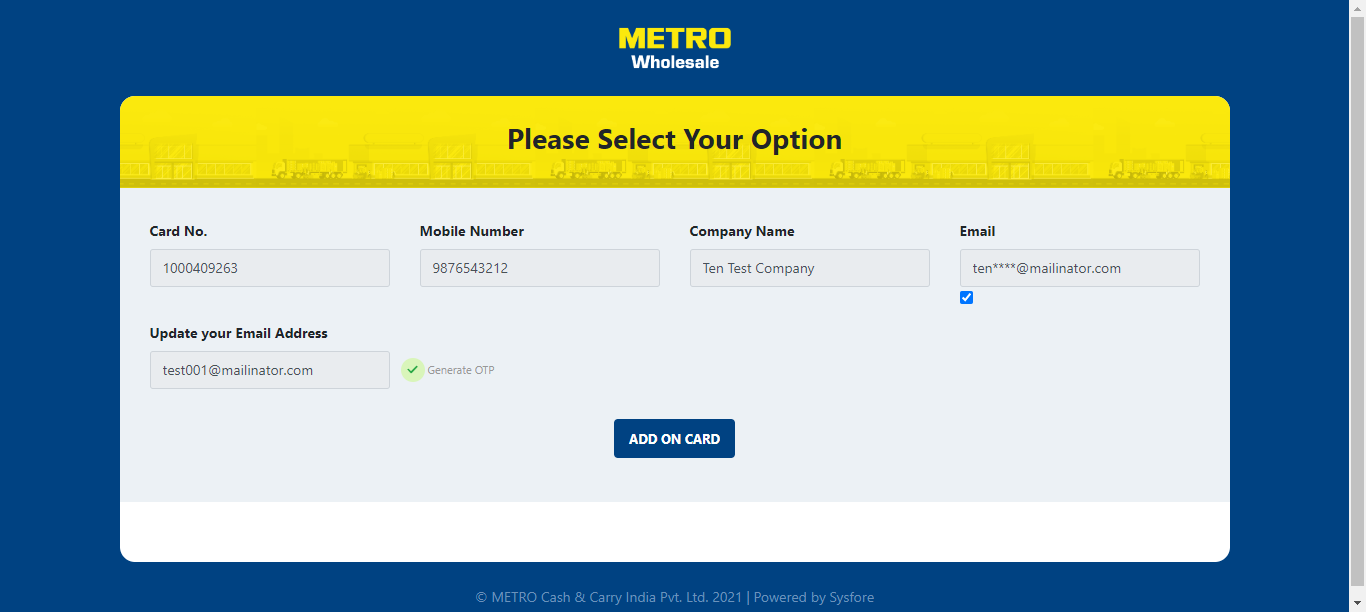 METRO
Wholesale
Please Select Your Option
Card No.
Mobile Number
Company Name
Email
1000409263
9876543212
Ten Test Company
ten****@mailinator.com
Update your Email Address
test001@mailinator.com
Generate OTP
ADD ON CARD
© METRO Cash & Carry India Pvt. Ltd. 2021 | Powered by Sysfore